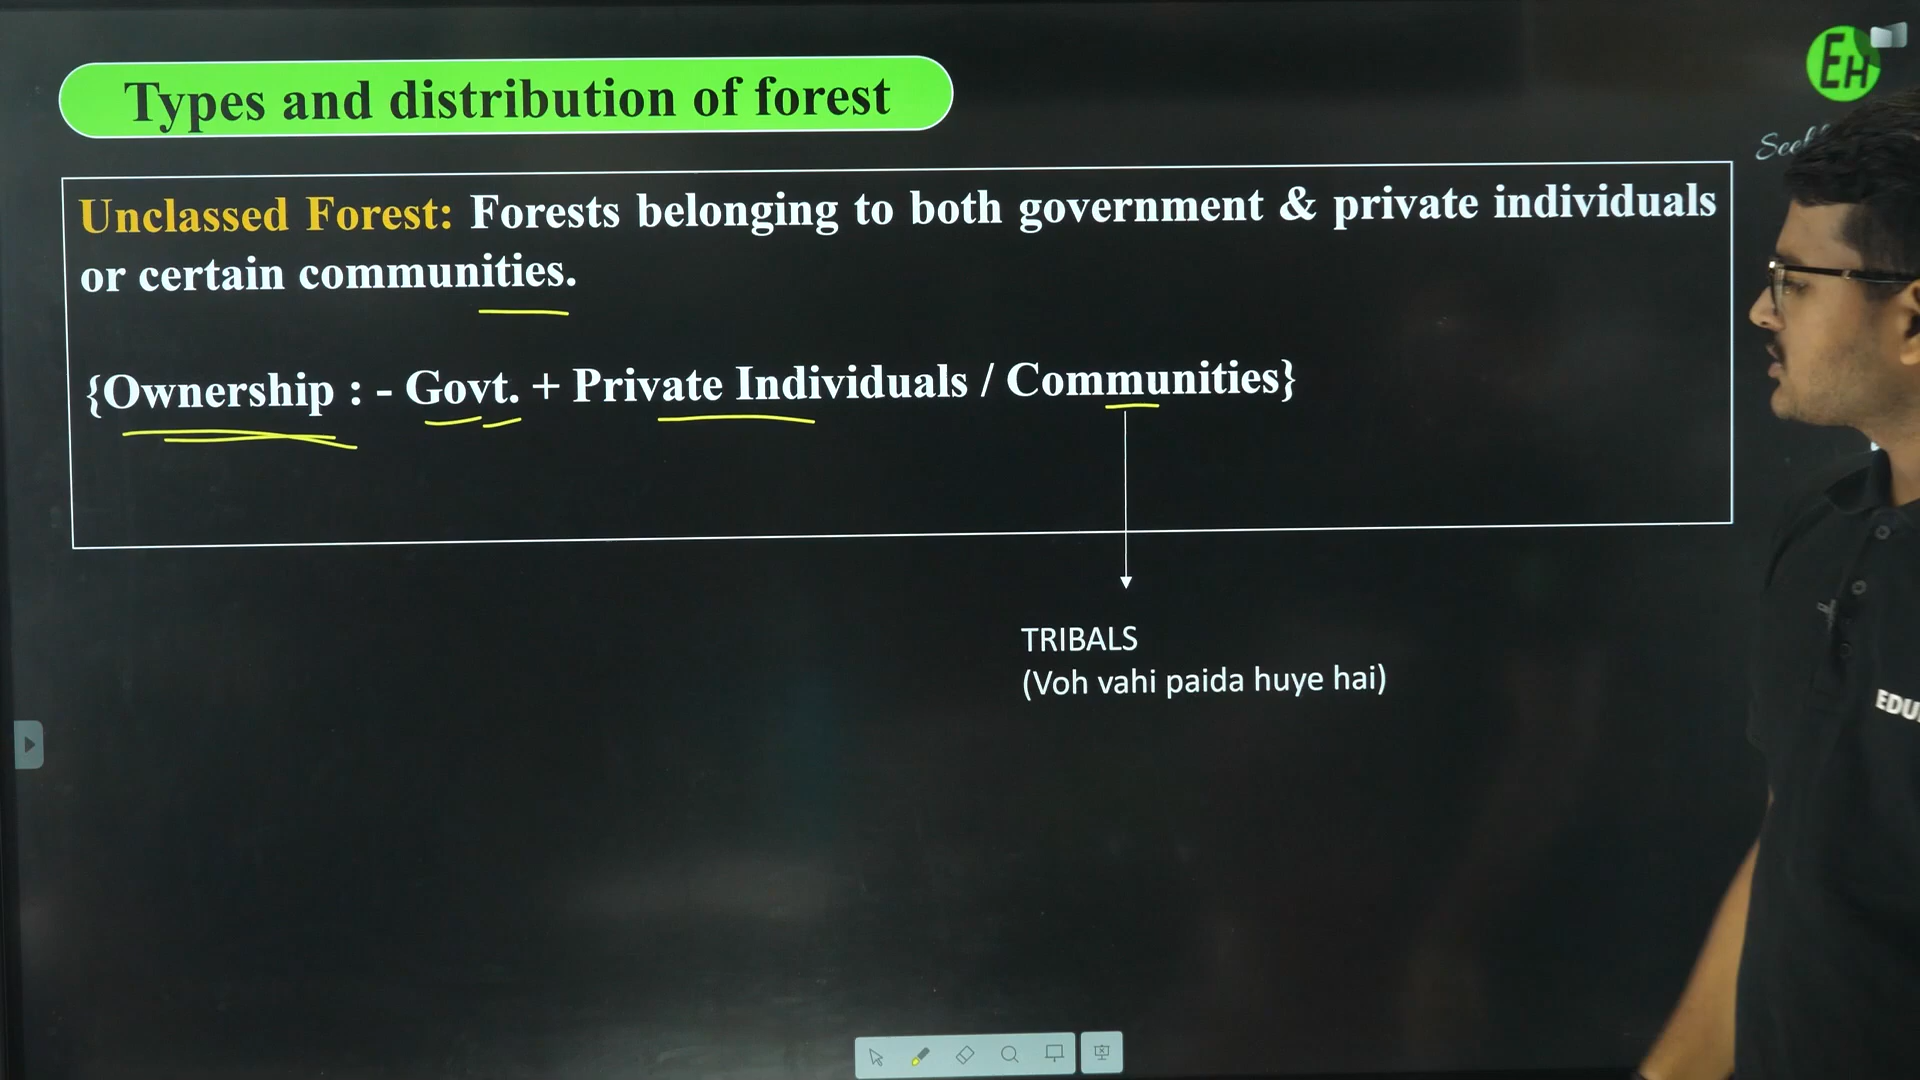 Types and distribution of forest
EH
Unclassed Forest: Forests belonging to both government & private individuals
or certain communities.
{Ownership : - Govt. + Private Individuals / Communities}
TRIBALS
(Voh vahi paida huye hai)